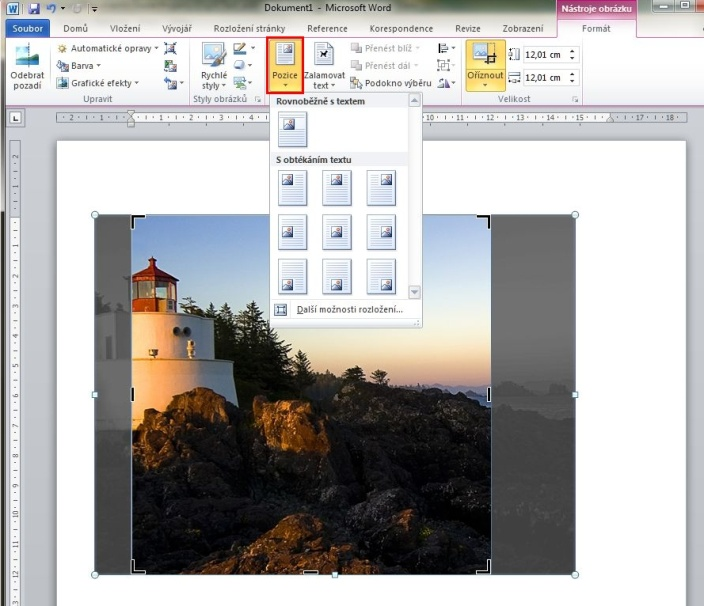 Dokument1 - Microsoft Word
Nástroje obrázku
Soubor Domů Vložení Vývojář Rozložení stránky Reference Korespondence Revize Zobrazení Formát
Odebrat pozadí
Automatické opravy
Barva
Grafické efekty
Upravit
Rychlé styly
Styly obrázků
Pozice
Zalamovat text
Přenést blíž
Přenést dál
Podokno výběru
Oříznout
12,01 cm
12,01 cm
Velikost
Rovnoběžně s textem
S obtékáním textu
Další možnosti rozložení...